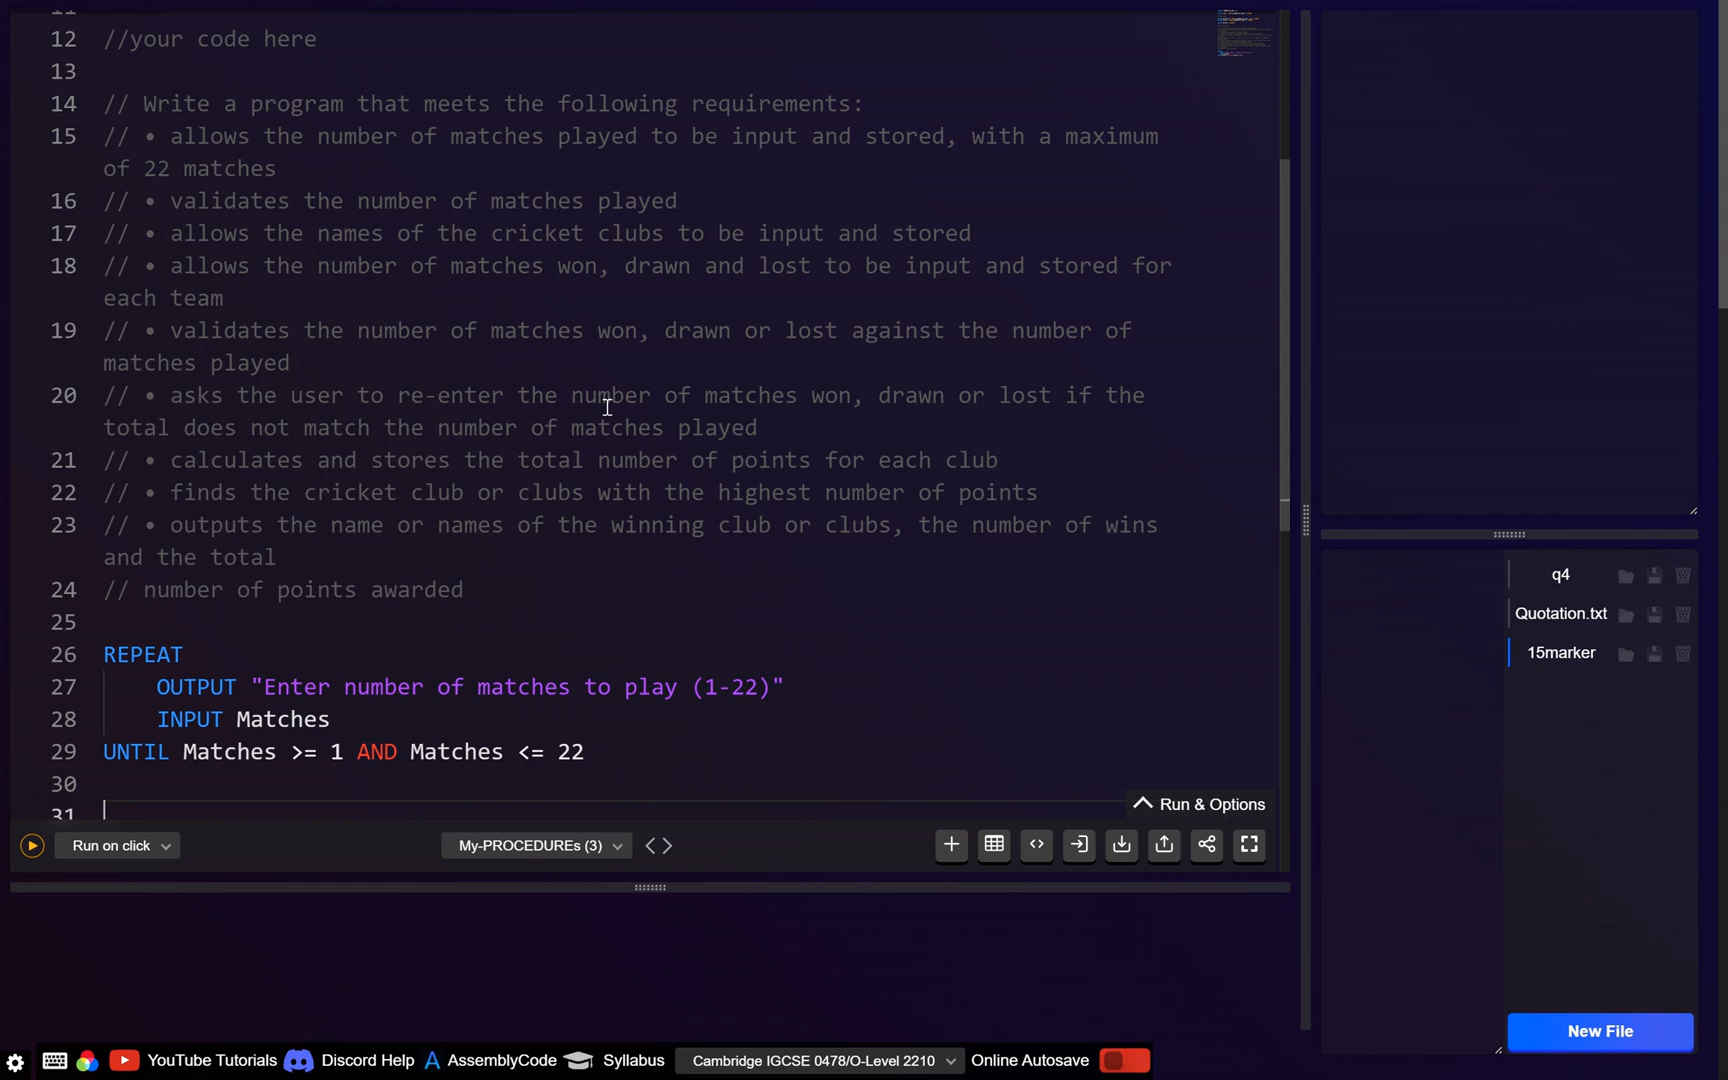 11
12 //your code here
13
14 // Write a program that meets the following requirements:
15 // • allows the number of matches played to be input and stored, with a maximum
of 22 matches
16 // • validates the number of matches played
17 // • allows the names of the cricket clubs to be input and stored
18 // • allows the number of matches won, drawn and lost to be input and stored for
each team
19 // • validates the number of matches won, drawn or lost against the number of
matches played
20 // • asks the user to re-enter the number of matches won, drawn or lost if the
total does not match the number of matches played
21 // • calculates and stores the total number of points for each club
22 // • finds the cricket club or clubs with the highest number of points
23 // • outputs the name or names of the winning club or clubs, the number of wins
and the total
24 // number of points awarded
25
26 REPEAT
27 OUTPUT "Enter number of matches to play (1-22)"
28 INPUT Matches
29 UNTIL Matches >= 1 AND Matches <= 22
30
31
Run & Options
Run on click
My-PROCEDUREs (3)
q4
Quotation.txt
15marker
New File
YouTube Tutorials Discord Help AssemblyCode Syllabus Cambridge IGCSE 0478/O-Level 2210 Online Autosave